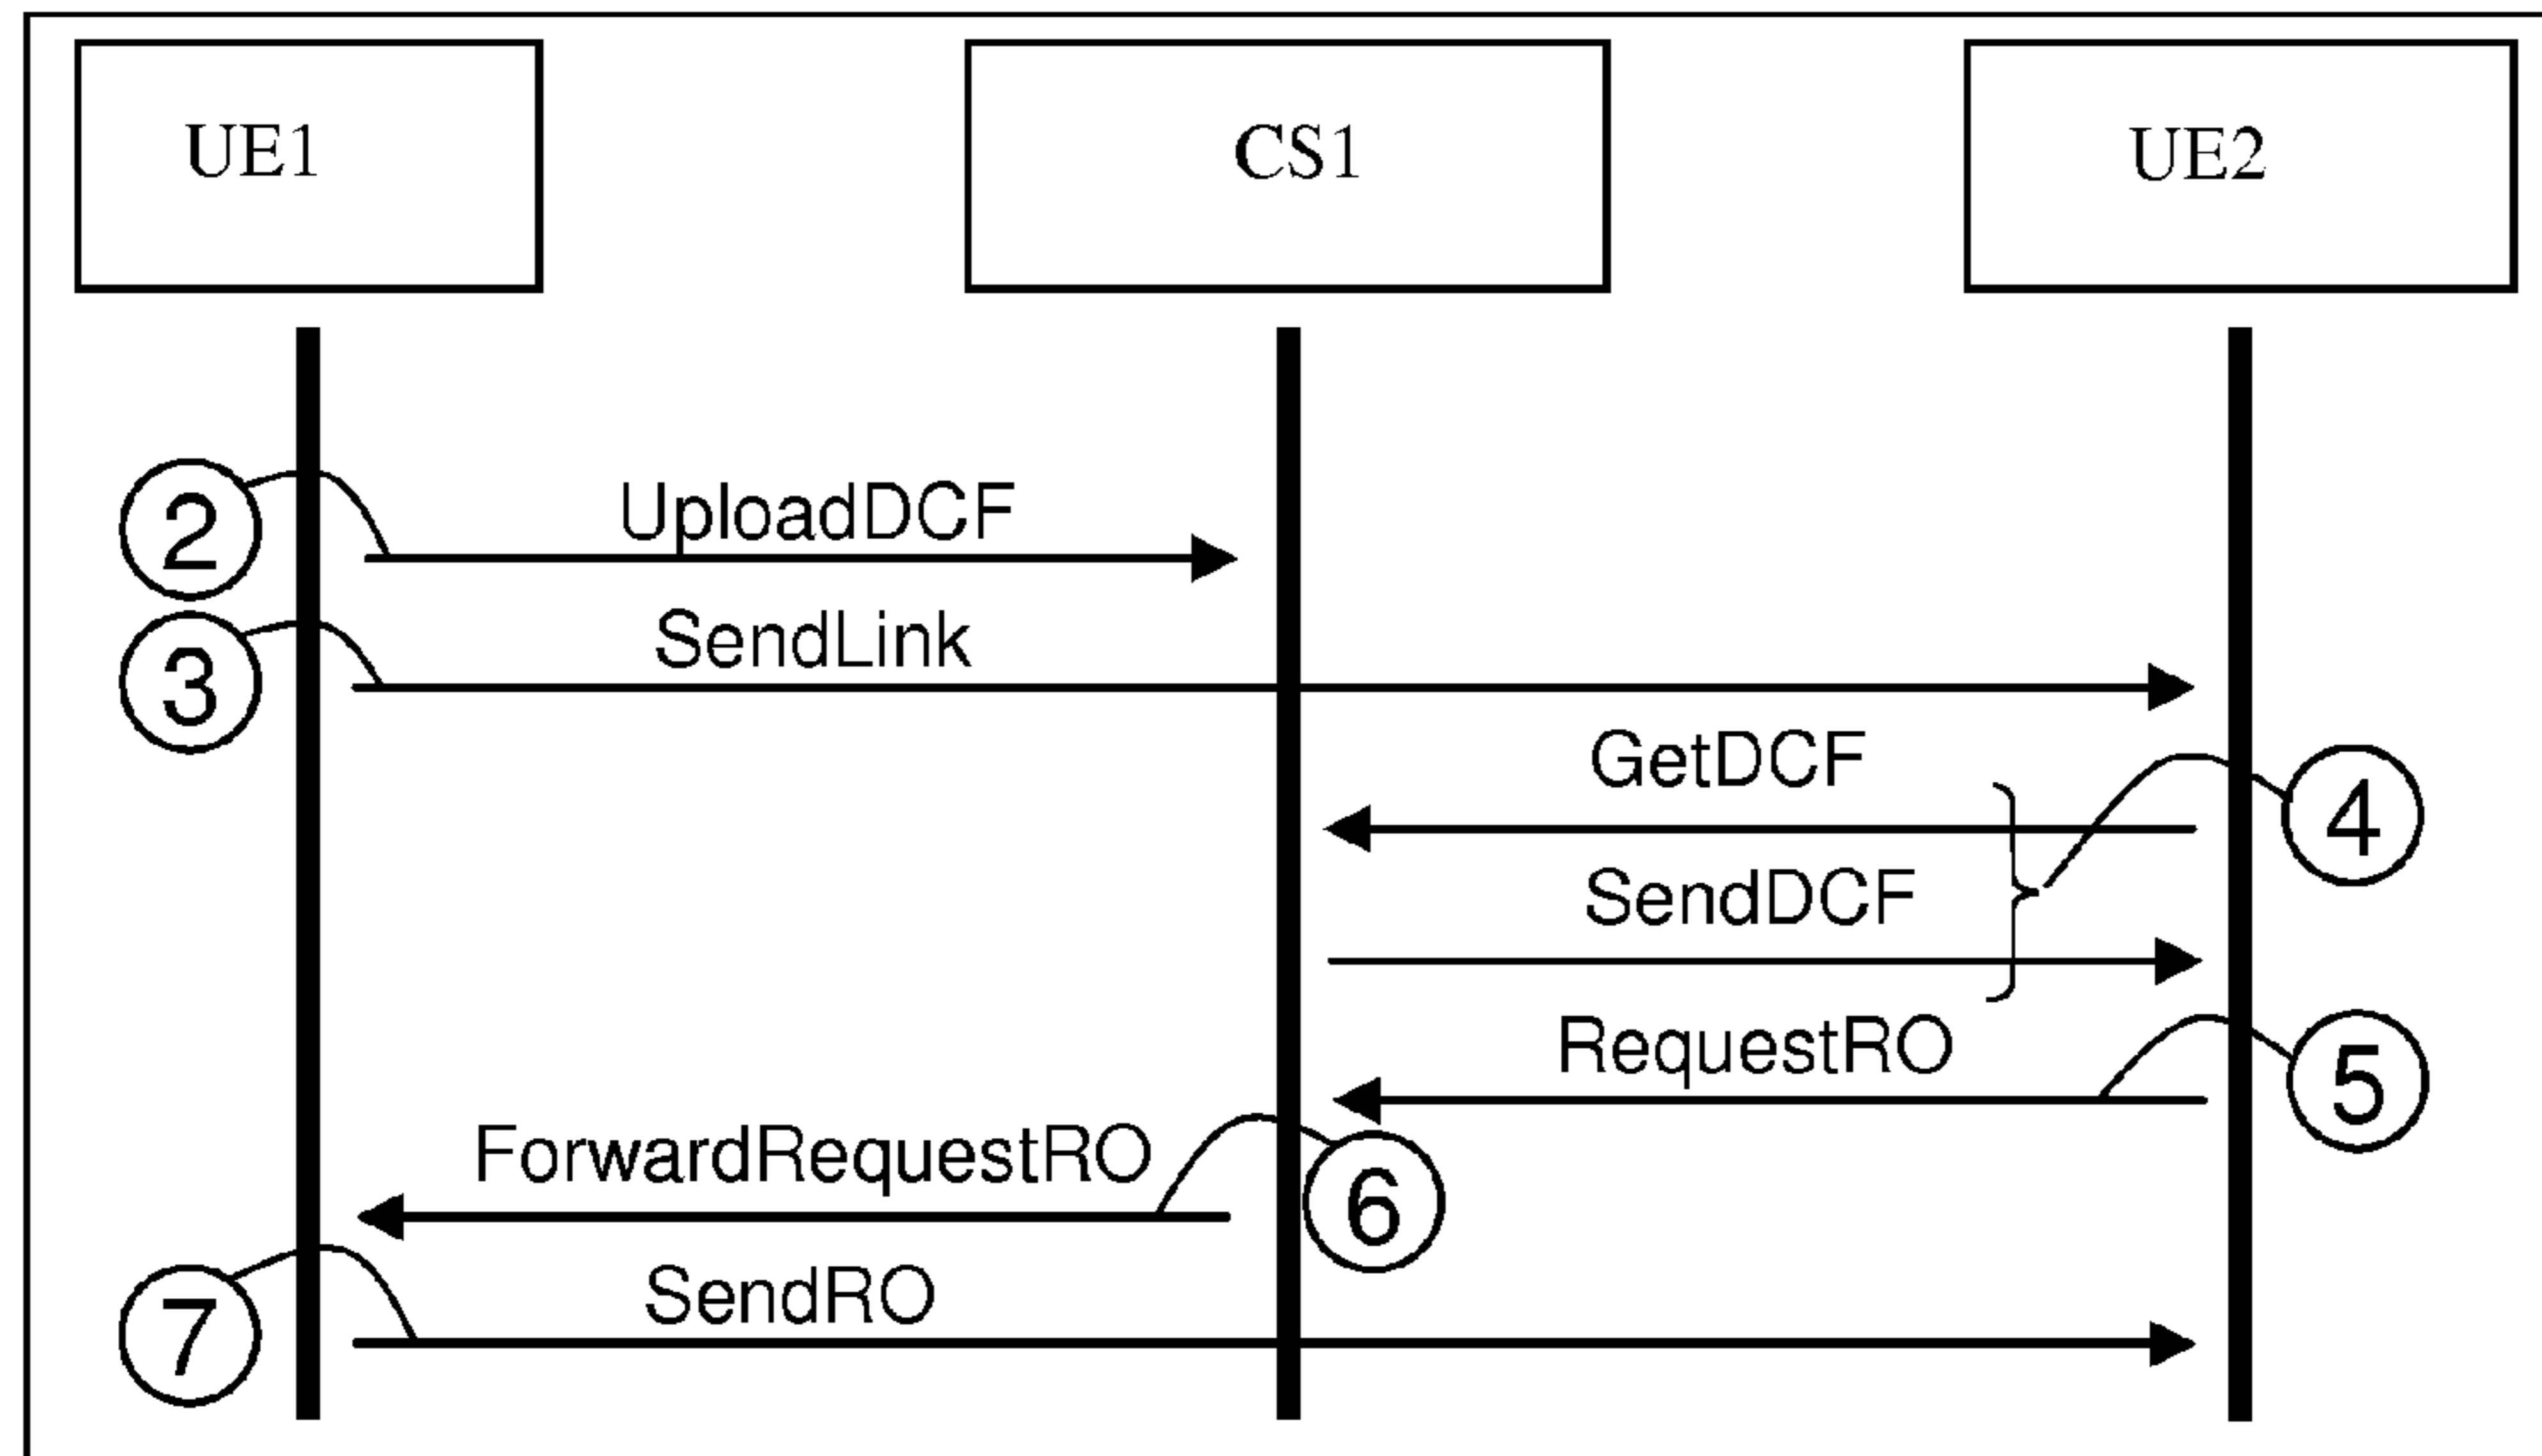 UE1
CS1
UE2
2
UploadDCF
3
SendLink
GetDCF
4
SendDCF
RequestRO
5
ForwardRequestRO
6
SendRO
7